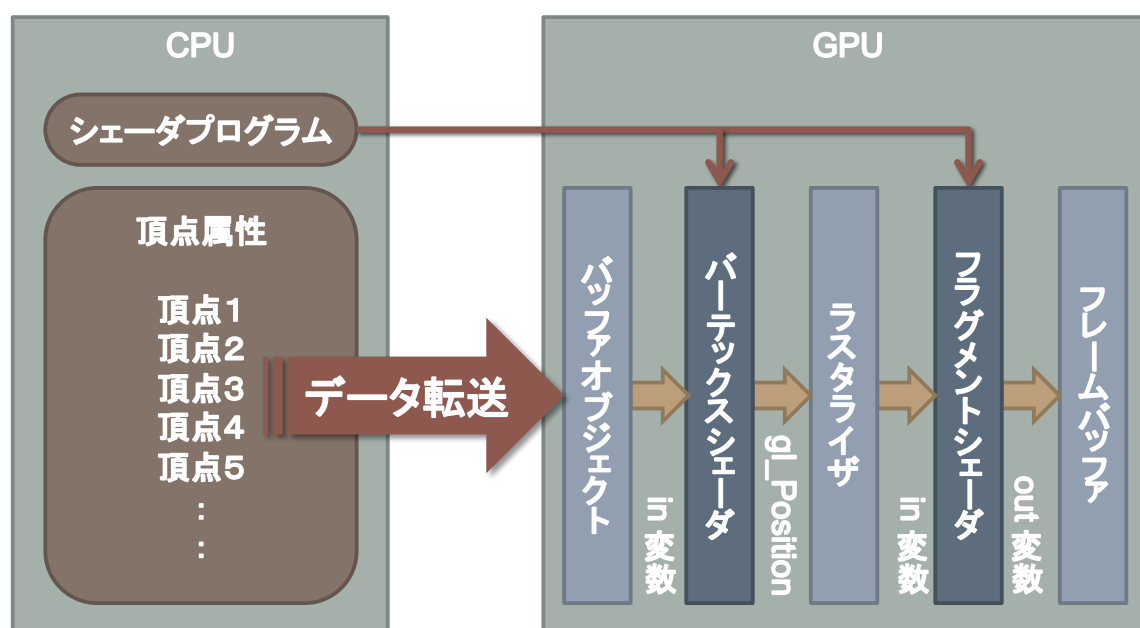 CPU
シェーダプログラム
頂点属性
頂点1
頂点2
頂点3
頂点4
頂点5
:
:
データ転送
GPU
バッファオブジェクト
in 変数
バーテックスシェーダ
gl_Position
ラスタライザ
in 変数
フラグメントシェーダ
out 変数
フレームバッファ